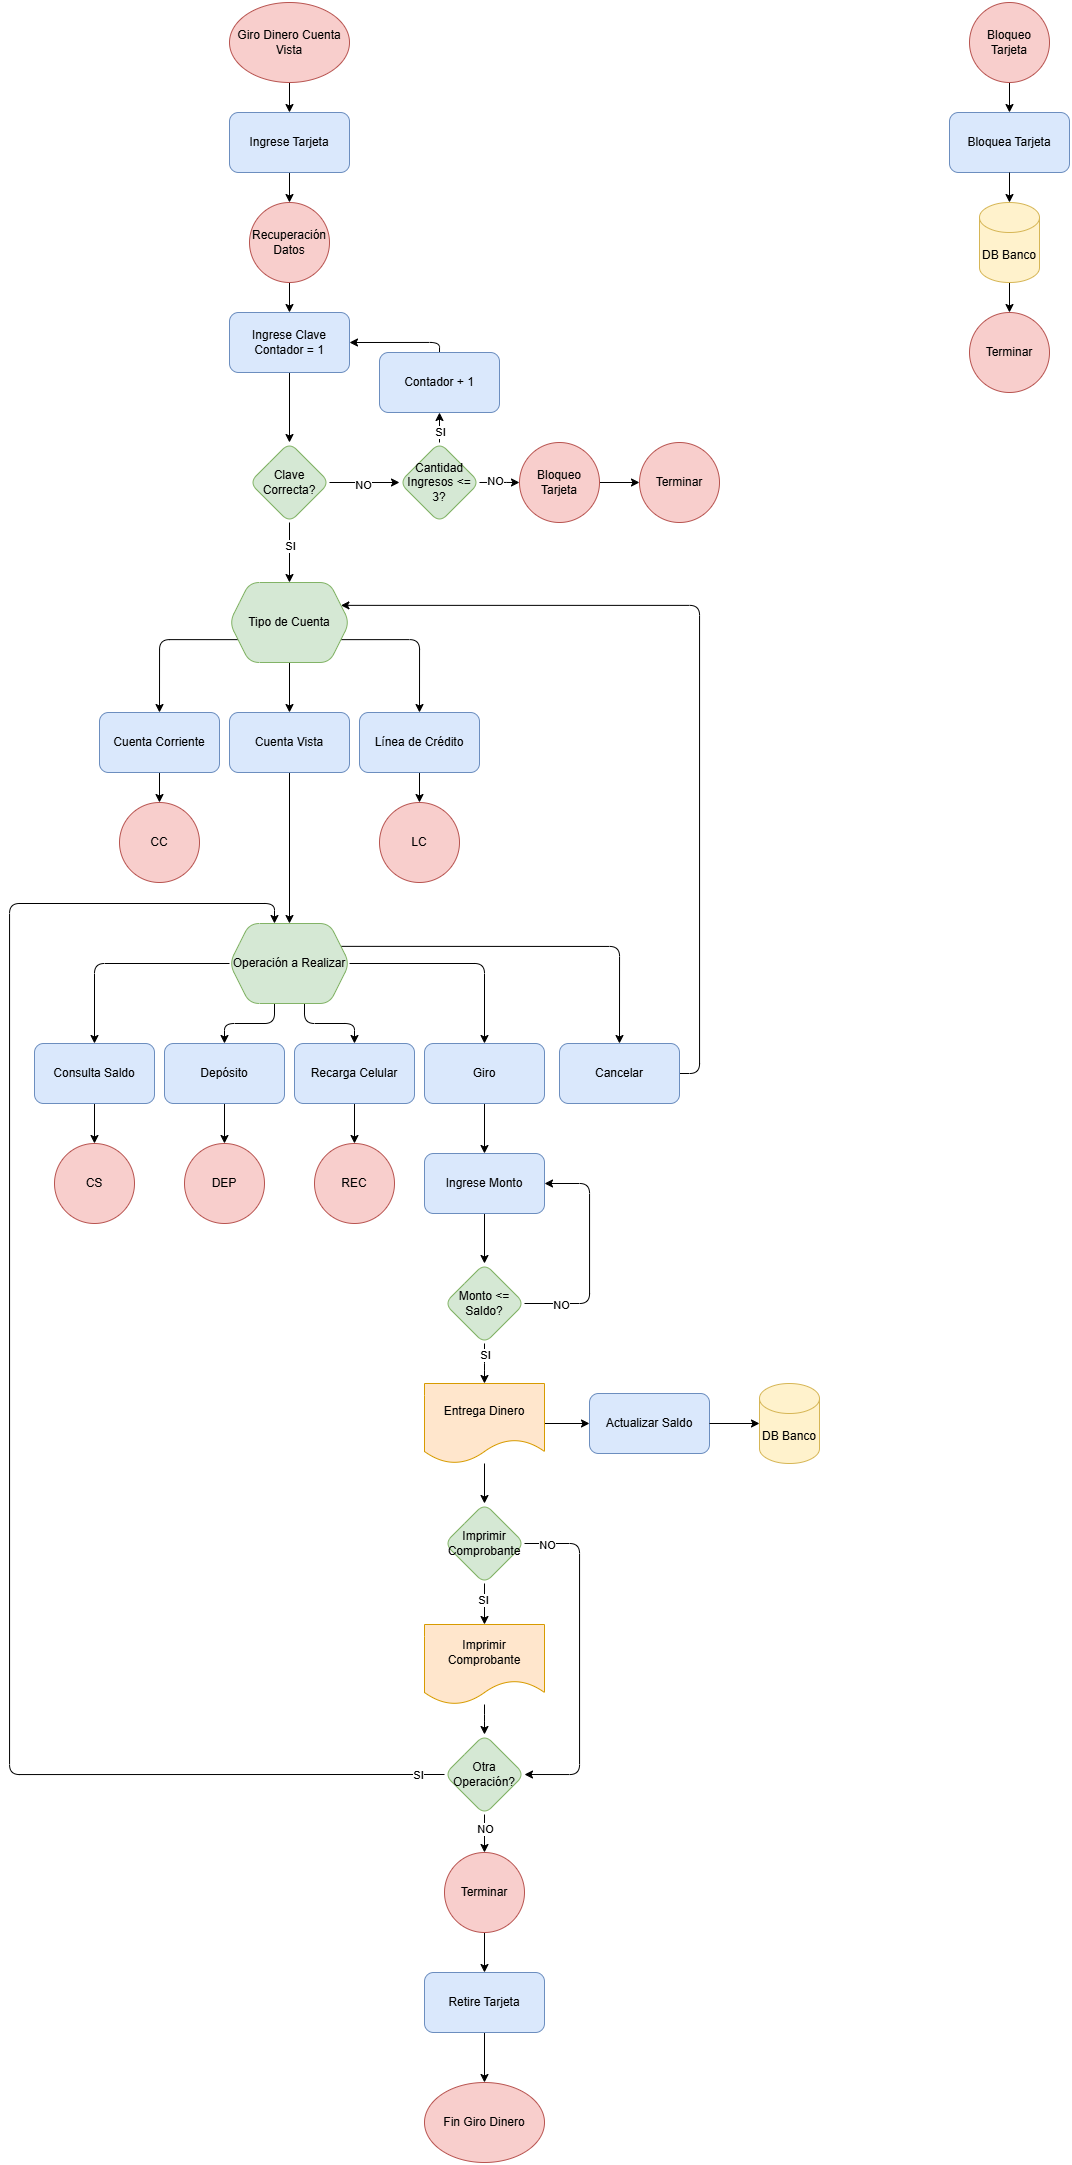 Giro Dinero Cuenta
Vista
Bloqueo
Tarjeta
Ingrese Tarjeta
Bloquea Tarjeta
Recuperación
Datos
DB Banco
Ingrese Clave
Contador = 1
Terminar
Contador + 1
SI
Clave
Correcta?
NO
Cantidad
Ingresos <=
3?
NO
Bloqueo
Tarjeta
Terminar
SI
Tipo de Cuenta
Cuenta Corriente
Cuenta Vista
Línea de Crédito
CC
LC
Operación a Realizar
Consulta Saldo
Depósito
Recarga Celular
Giro
Cancelar
CS
DEP
REC
Ingrese Monto
Monto <=
Saldo?
NO
SI
Entrega Dinero
Actualizar Saldo
DB Banco
Imprimir
Comprobante
NO
SI
Imprimir
Comprobante
Otra
Operación?
SI
NO
Terminar
Retire Tarjeta
Fin Giro Dinero